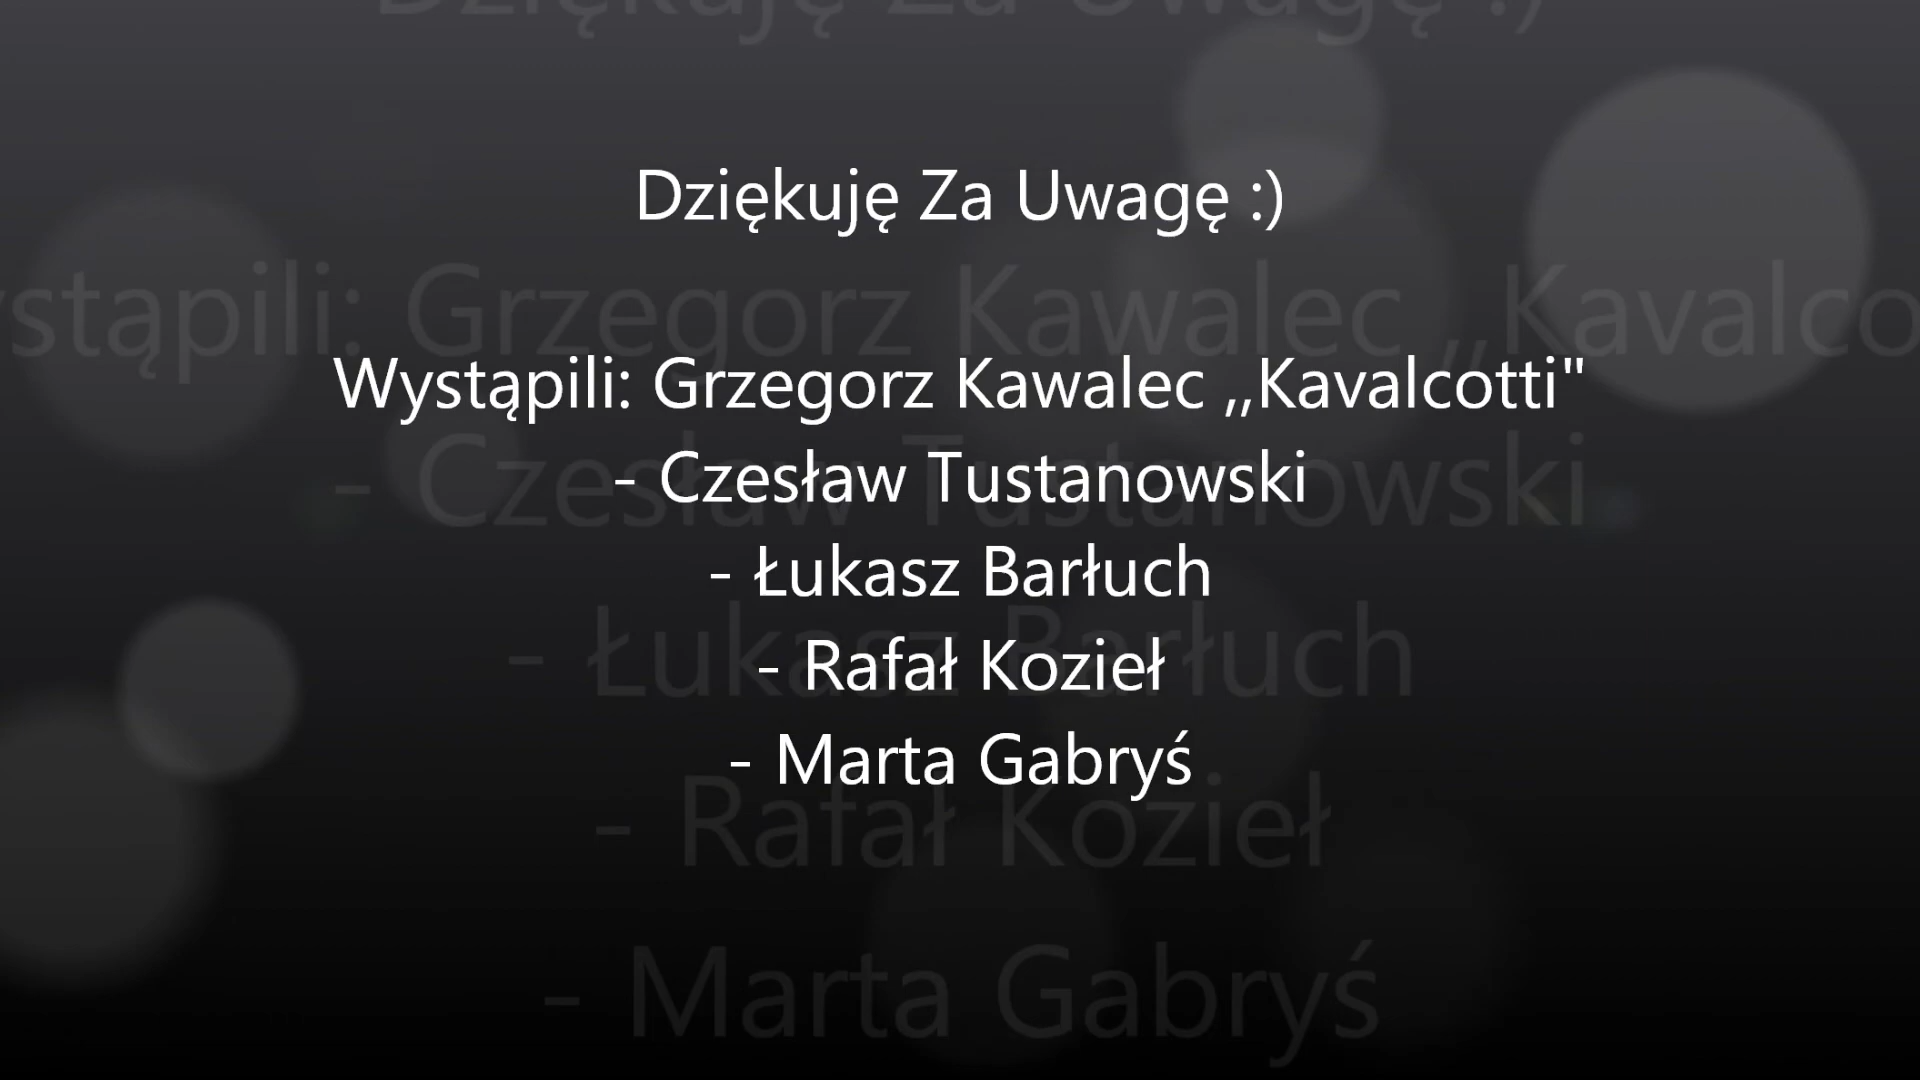 Dziękuję Za Uwagę :)
Wystąpili: Grzegorz Kawalec ,,Kavalcotti"
- Czesław Tustanowski
- Łukasz Barłuch
- Rafał Kozieł
- Marta Gabryś